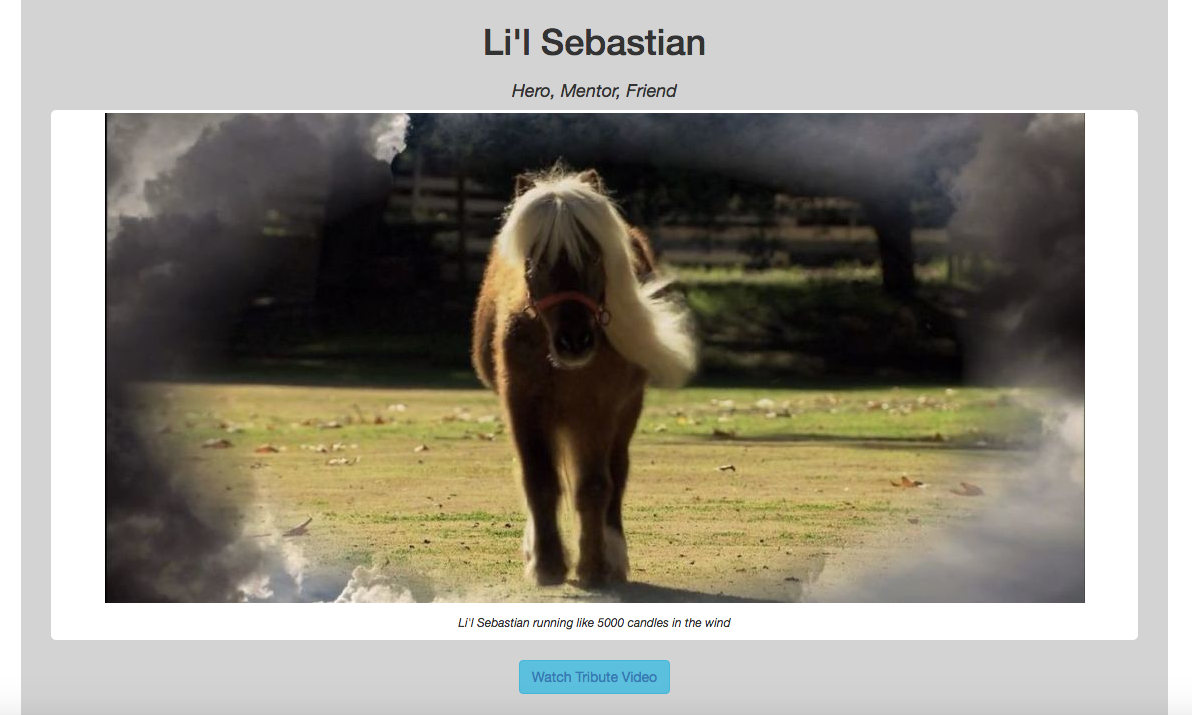 Li'l Sebastian
Hero, Mentor, Friend
Li'l Sebastian running like 5000 candles in the wind
Watch Tribute Video